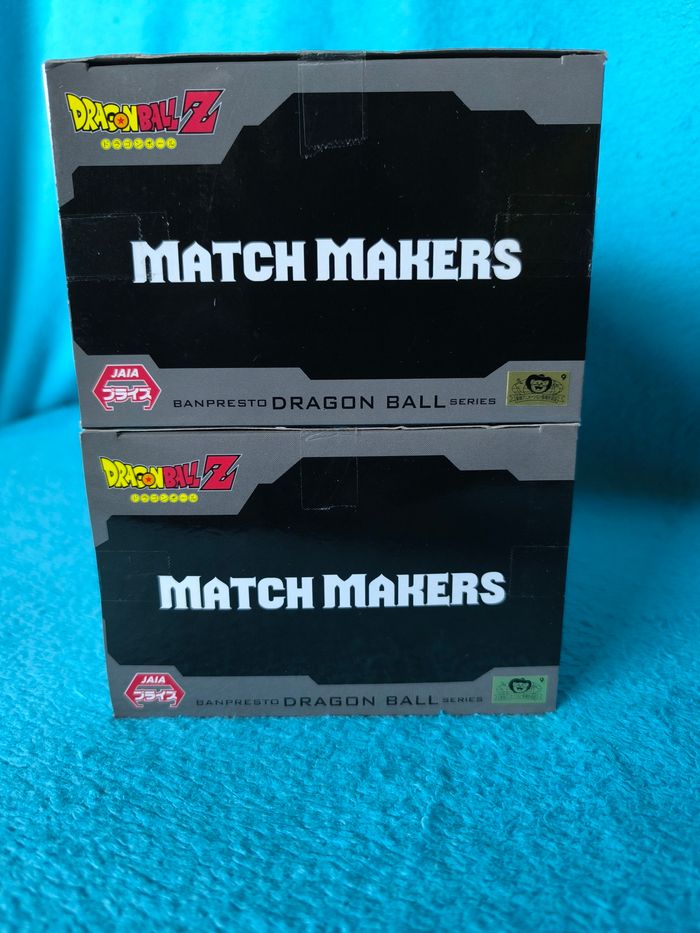 DRAGON BALL Z
ドラゴンボール
MATCH MAKERS
JAIA
プライズ
BANPRESTO DRAGON BALL SERIES
DRAGON BALL Z
ドラゴンボール
MATCH MAKERS
JAIA
プライズ
BANPRESTO DRAGON BALL SERIES